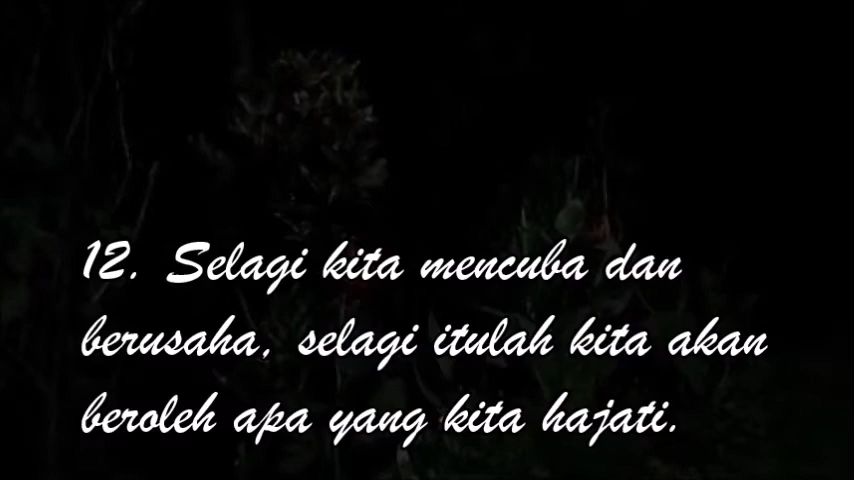 12. Selagi kita mencuba dan
berusaha, selagi itulah kita akan
beroleh apa yang kita hajati.